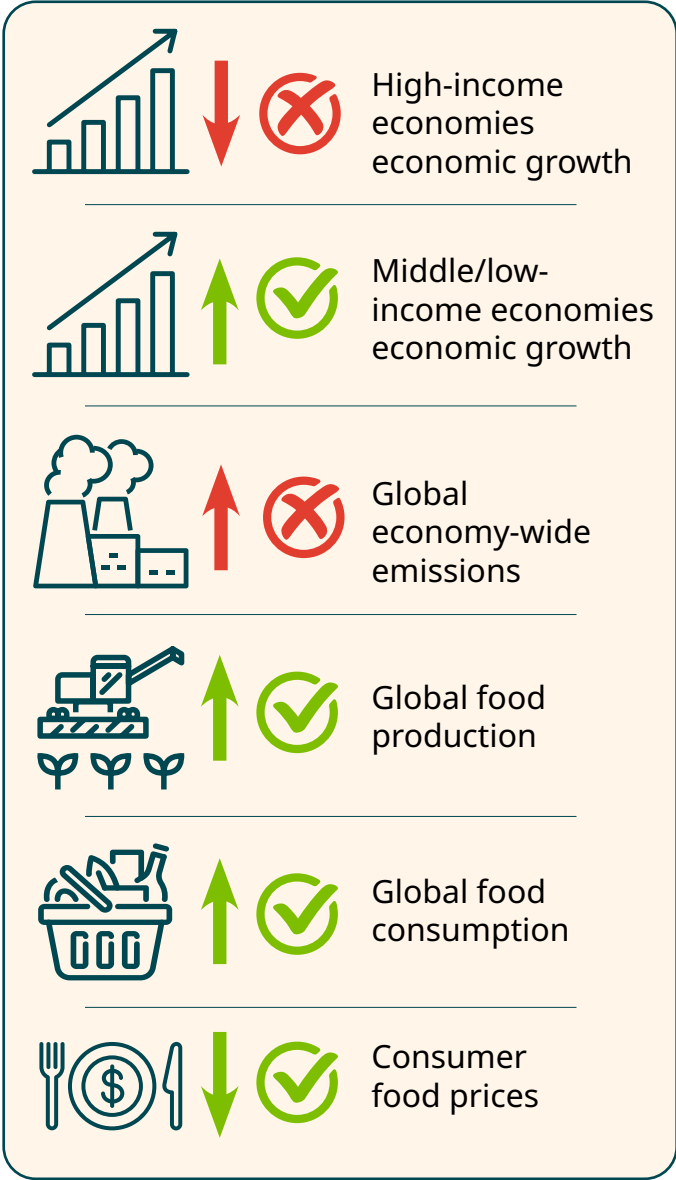 High-income
economies
economic growth
Middle/low-
income economies
economic growth
Global
economy-wide
emissions
Global food
production
Global food
consumption
$
Consumer
food prices